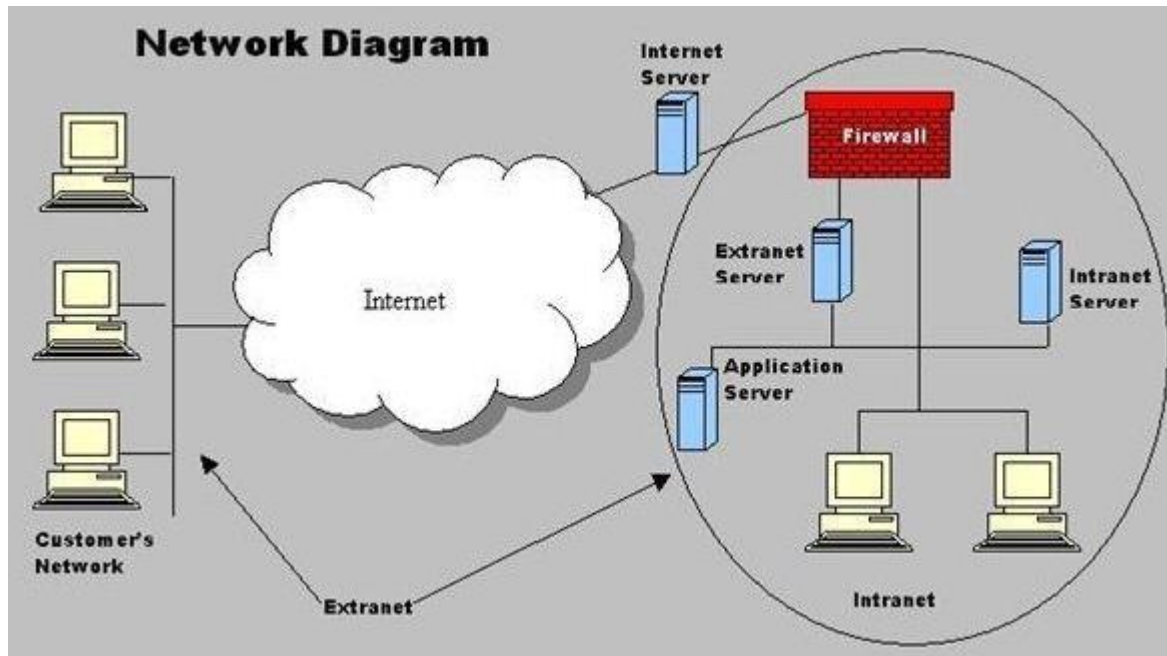 Network Diagram
Internet
Server
Firewall
Extranet
Server
Intranet
Server
Internet
Application
Server
Customer's
Network
Extranet
Intranet